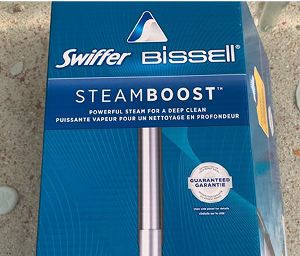 Swiffer BISSELL®
STEAMBOOST™
POWERFUL STEAM FOR A DEEP CLEAN
PUISSANTE VAPEUR POUR UN NETTOYAGE EN PROFONDEUR
GUARANTEED
GARANTIE